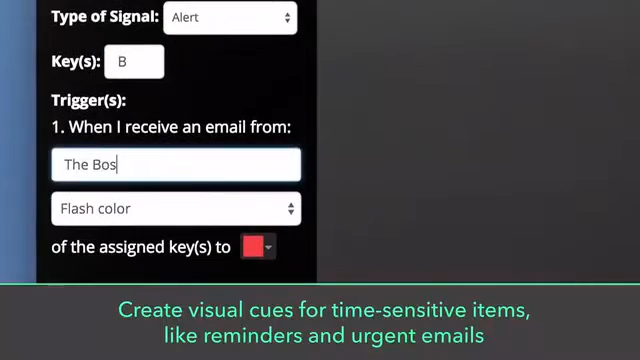 Type of Signal: Alert
Key(s): B
Trigger(s):
1. When I receive an email from:
The Bos
Flash color
of the assigned key(s) to
Create visual cues for time-sensitive items,
like reminders and urgent emails